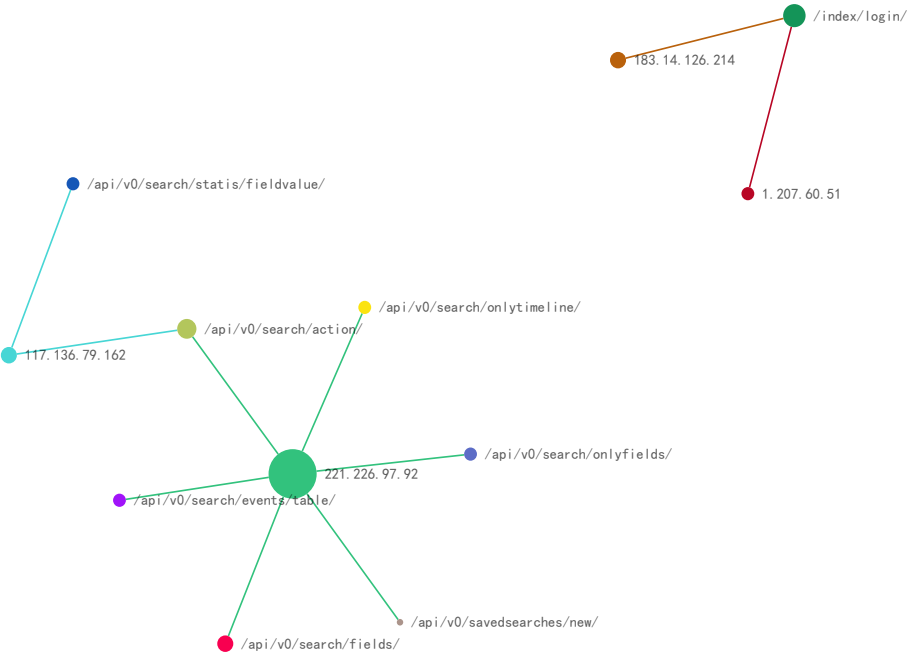 /index/login/
183.14.126.214
/api/v0/search/statis/fieldvalue/
1.207.60.51
/api/v0/search/onlytimeline/
/api/v0/search/action/
117.136.79.162
/api/v0/search/onlyfields/
221.226.97.92
/api/v0/search/events/table/
/api/v0/savedsearches/new/
/api/v0/search/fields/